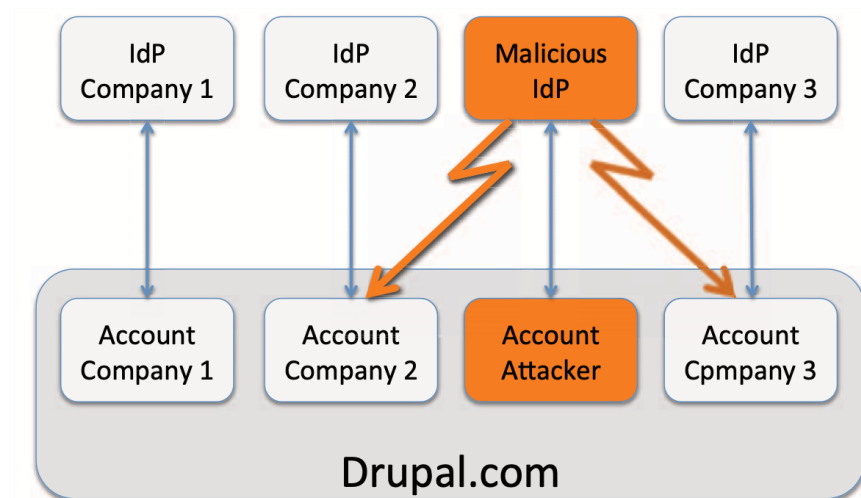 IdP
Company 1
IdP
Company 2
Malicious
IdP
IdP
Company 3
Account
Company 1
Account
Company 2
Account
Attacker
Account
Cpmpany 3
Drupal.com